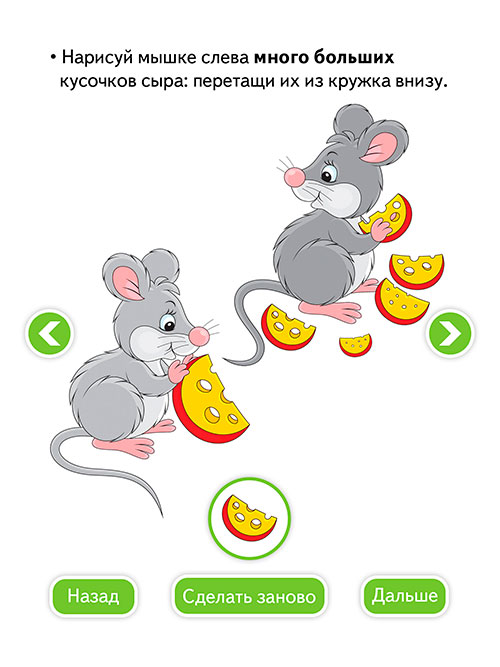 • Нарисуй мышке слева много больших
кусочков сыра: перетащи их из кружка внизу.
Назад
Сделать заново
Дальше